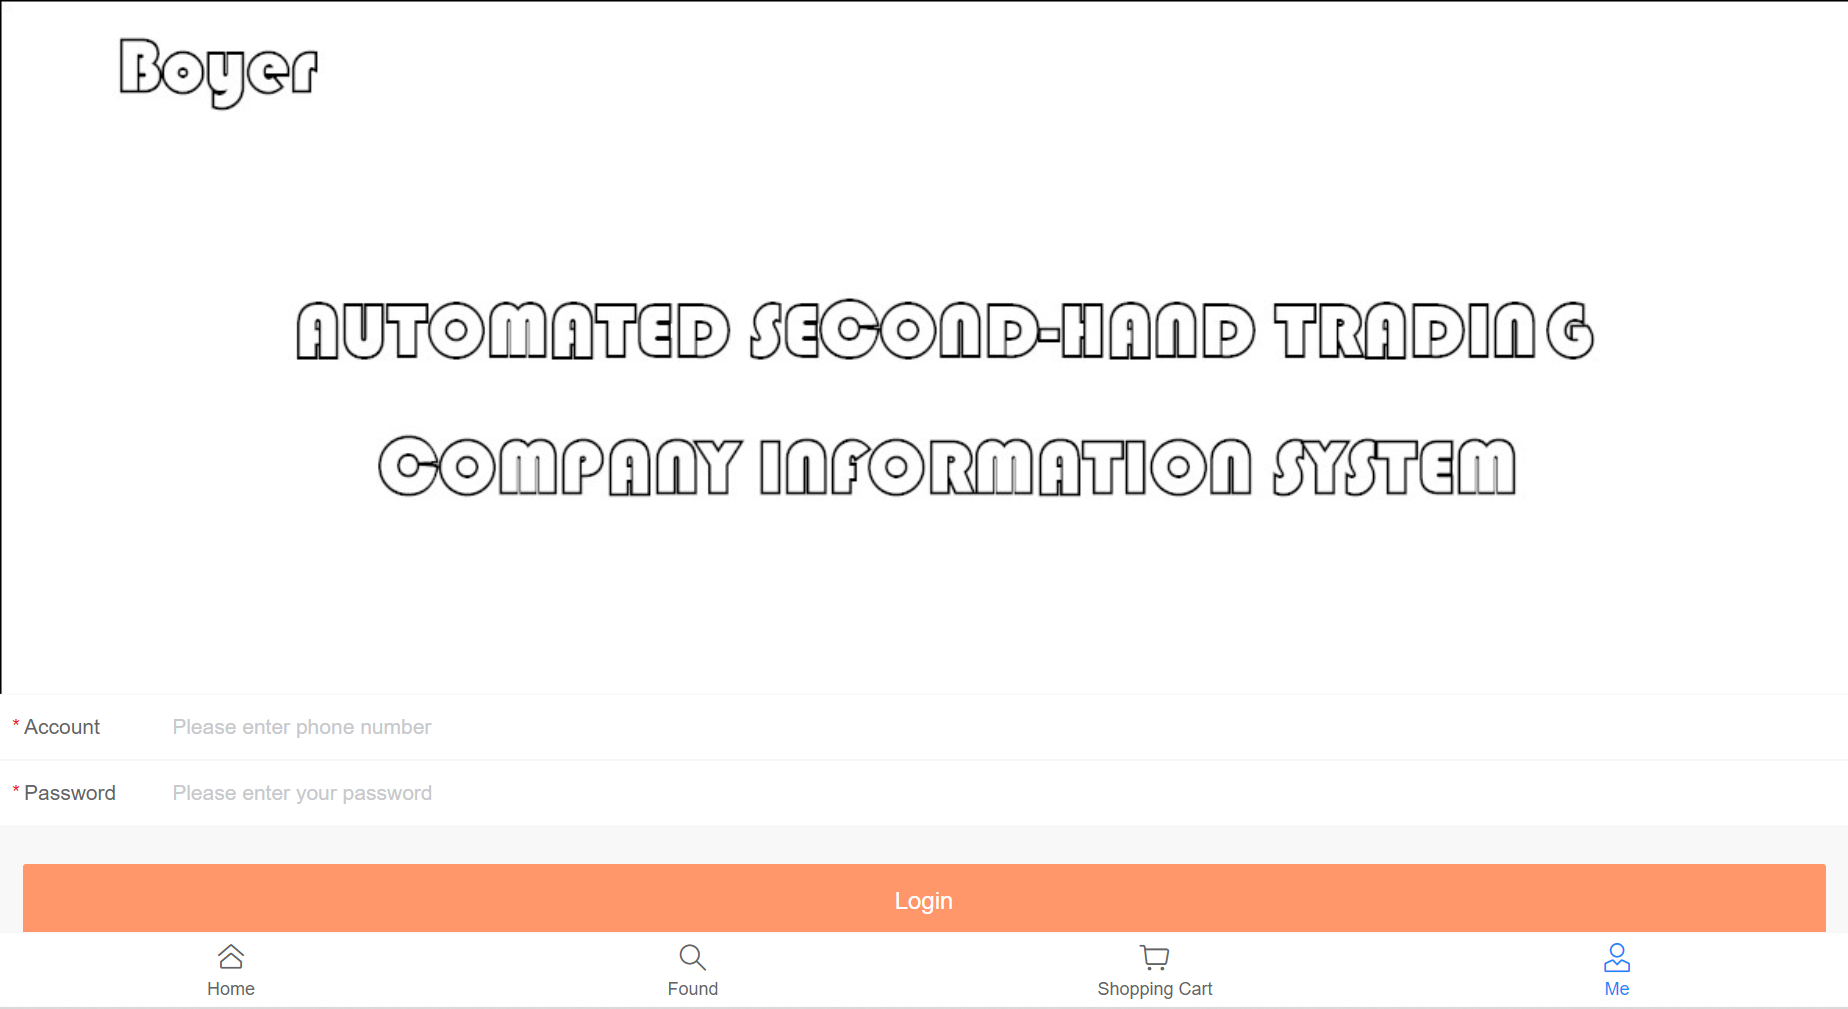 Boyer
AUTOMATED SECOND-HAND TRADING
COMPANY INFORMATION SYSTEM
* Account Please enter phone number
* Password Please enter your password
Login
Home Found Shopping Cart Me